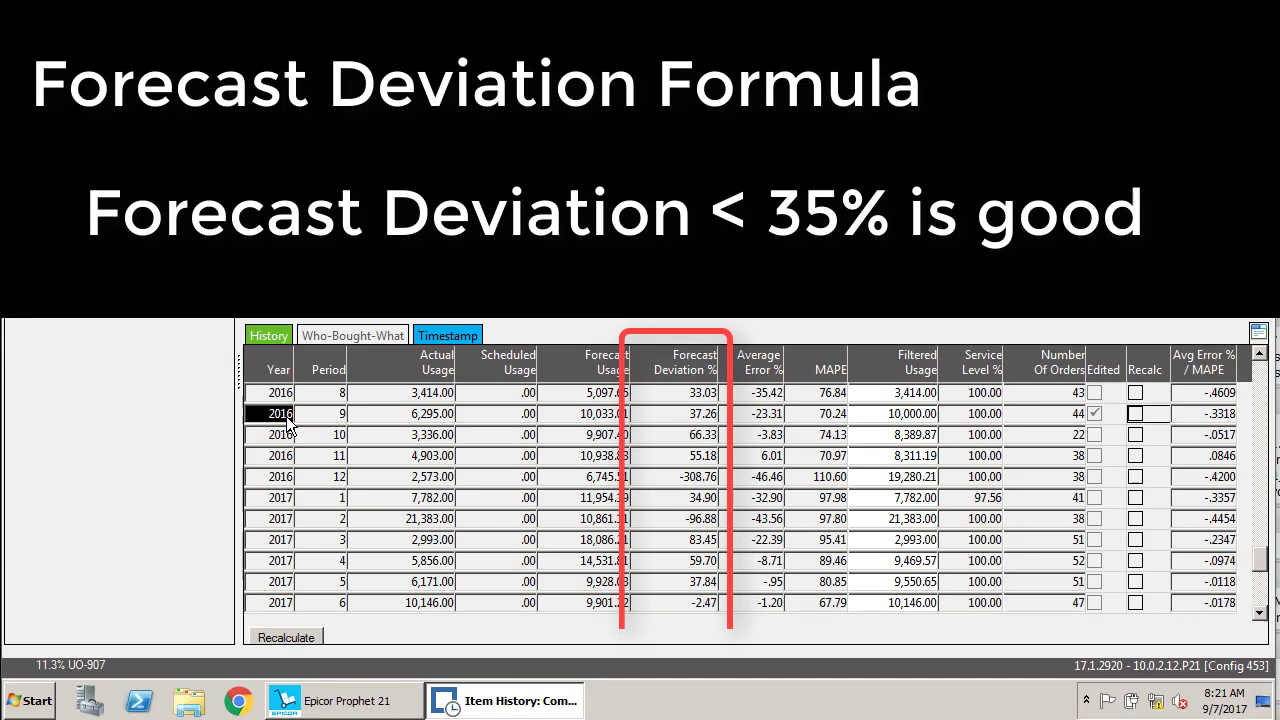 Forecast Deviation Formula
Forecast Deviation < 35% is good
History Who-Bought-What Timestamp
Year Period Actual Usage Scheduled Usage Forecast Usage Forecast Deviation % Average Error % MAPE Filtered Usage Service Level % Number Of Orders Edited Recalc Avg Error % / MAPE
2016 8 3,414.00 .00 5,097.65 33.03 -35.42 76.84 3,414.00 100.00 43 -.4609
2016 9 6,295.00 .00 10,033.01 37.26 -23.31 70.24 10,000.00 100.00 44 -.3318
2016 10 3,336.00 .00 9,907.40 66.33 -3.83 74.13 8,389.87 100.00 22 -.0517
2016 11 4,903.00 .00 55.18 6.01 70.97 8,311.19 100.00 38 .0846
2016 12 2,573.00 .00 -308.76 -46.46 110.60 19,280.21 100.00 38 -.4200
2017 1 7,782.00 .00 34.90 -32.90 97.98 7,782.00 97.56 41 -.3357
2017 2 21,383.00 .00 -96.88 -43.56 97.80 21,383.00 100.00 38 -.4454
2017 3 2,993.00 .00 83.45 -22.39 95.41 2,993.00 100.00 51 -.2347
2017 4 5,856.00 .00 59.70 -8.71 89.46 9,469.57 100.00 52 -.0974
2017 5 6,171.00 .00 37.84 -.95 80.85 9,550.65 100.00 51 -.0118
2017 6 10,146.00 .00 -2.47 -1.20 67.79 10,146.00 100.00 47 -.0178
Recalculate
11.3% UO-907 17.1.2920 - 10.0.2.12.P21 [Config 453]
Start Epicor Prophet 21 Item History: Com... 8:21 AM
EPICOR 9/7/2017